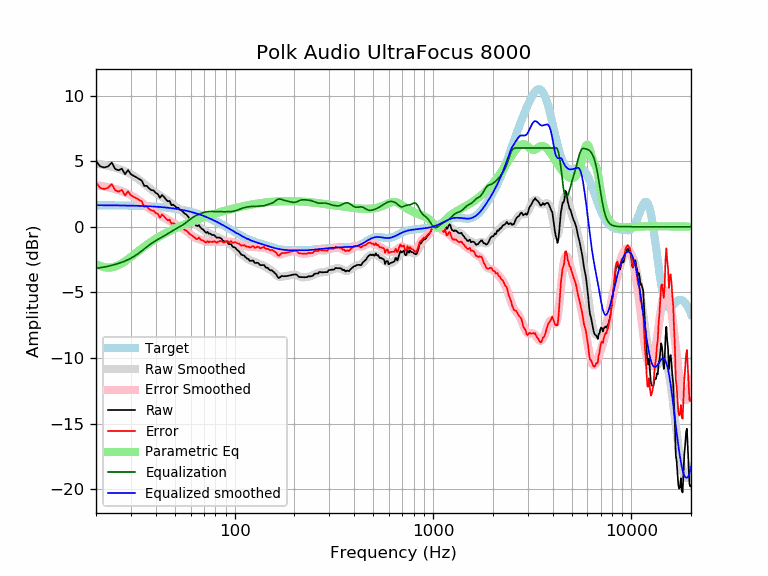 Polk Audio UltraFocus 8000
Amplitude (dBr)
10
5
0
−5
−10
−15
−20
Target
Raw Smoothed
Error Smoothed
Raw
Error
Parametric Eq
Equalization
Equalized smoothed
100
1000
10000
Frequency (Hz)